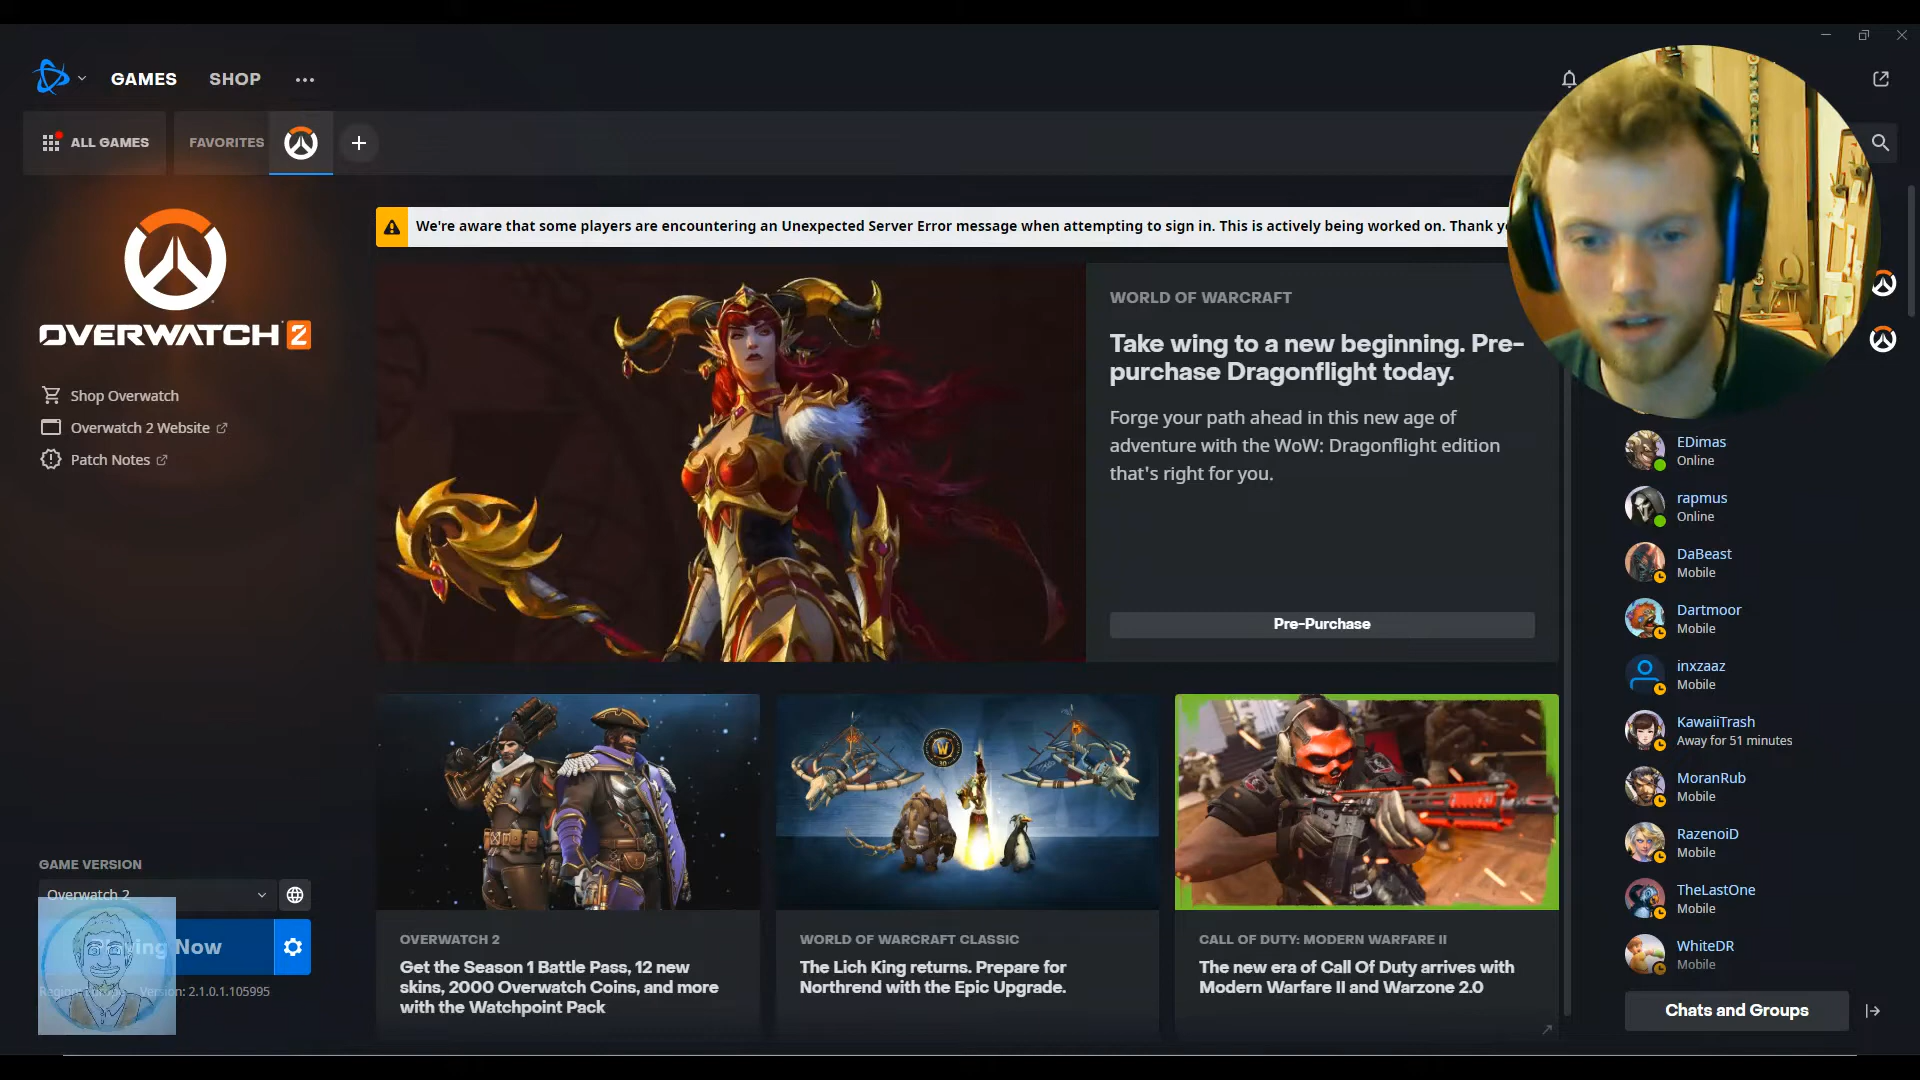 GAMES
SHOP
ALL GAMES
FAVORITES
OVERWATCH 2
Shop Overwatch
Overwatch 2 Website
Patch Notes
We're aware that some players are encountering an Unexpected Server Error message when attempting to sign in. This is actively being worked on. Thank
WORLD OF WARCRAFT
Take wing to a new beginning. Pre-
purchase Dragonflight today.
Forge your path ahead in this new age of
adventure with the WoW: Dragonflight edition
that's right for you.
Pre-Purchase
OVERWATCH 2
Get the Season 1 Battle Pass, 12 new
skins, 2000 Overwatch Coins, and more
with the Watchpoint Pack
WORLD OF WARCRAFT CLASSIC
The Lich King returns. Prepare for
Northrend with the Epic Upgrade.
CALL OF DUTY: MODERN WARFARE II
The new era of Call Of Duty arrives with
Modern Warfare II and Warzone 2.0
GAME VERSION
Overwatch 2
Playing Now
Version: 2.1.0.1.105995
EDimas
Online
rapmus
Online
DaBeast
Mobile
Dartmoor
Mobile
inxzaaz
Mobile
KawaiiTrash
Away for 51 minutes
MoranRub
Mobile
RazenoiD
Mobile
TheLastOne
Mobile
WhiteDR
Mobile
Chats and Groups